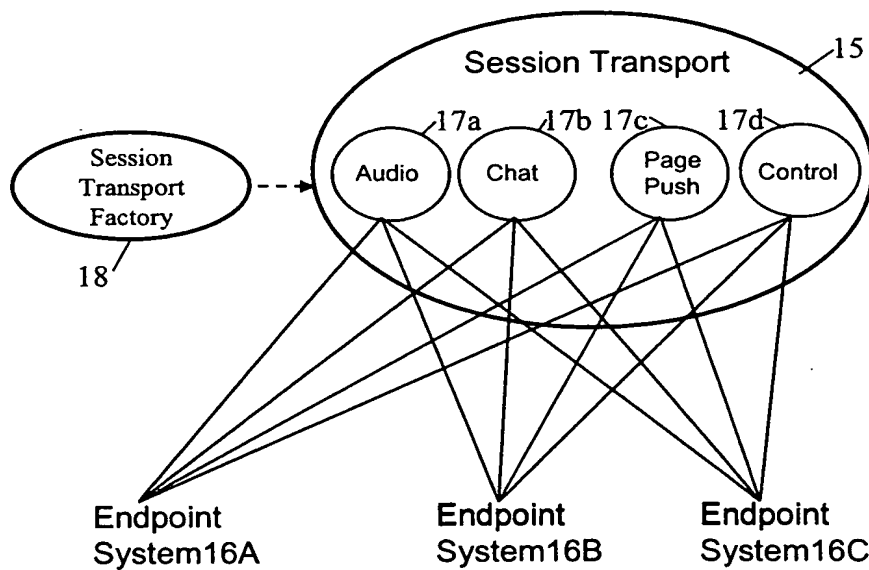 15
Session Transport
17a
17b
17c
17d
Session
Transport
Factory
Audio
Chat
Page
Push
Control
18
Endpoint
System16A
Endpoint
System16B
Endpoint
System16C